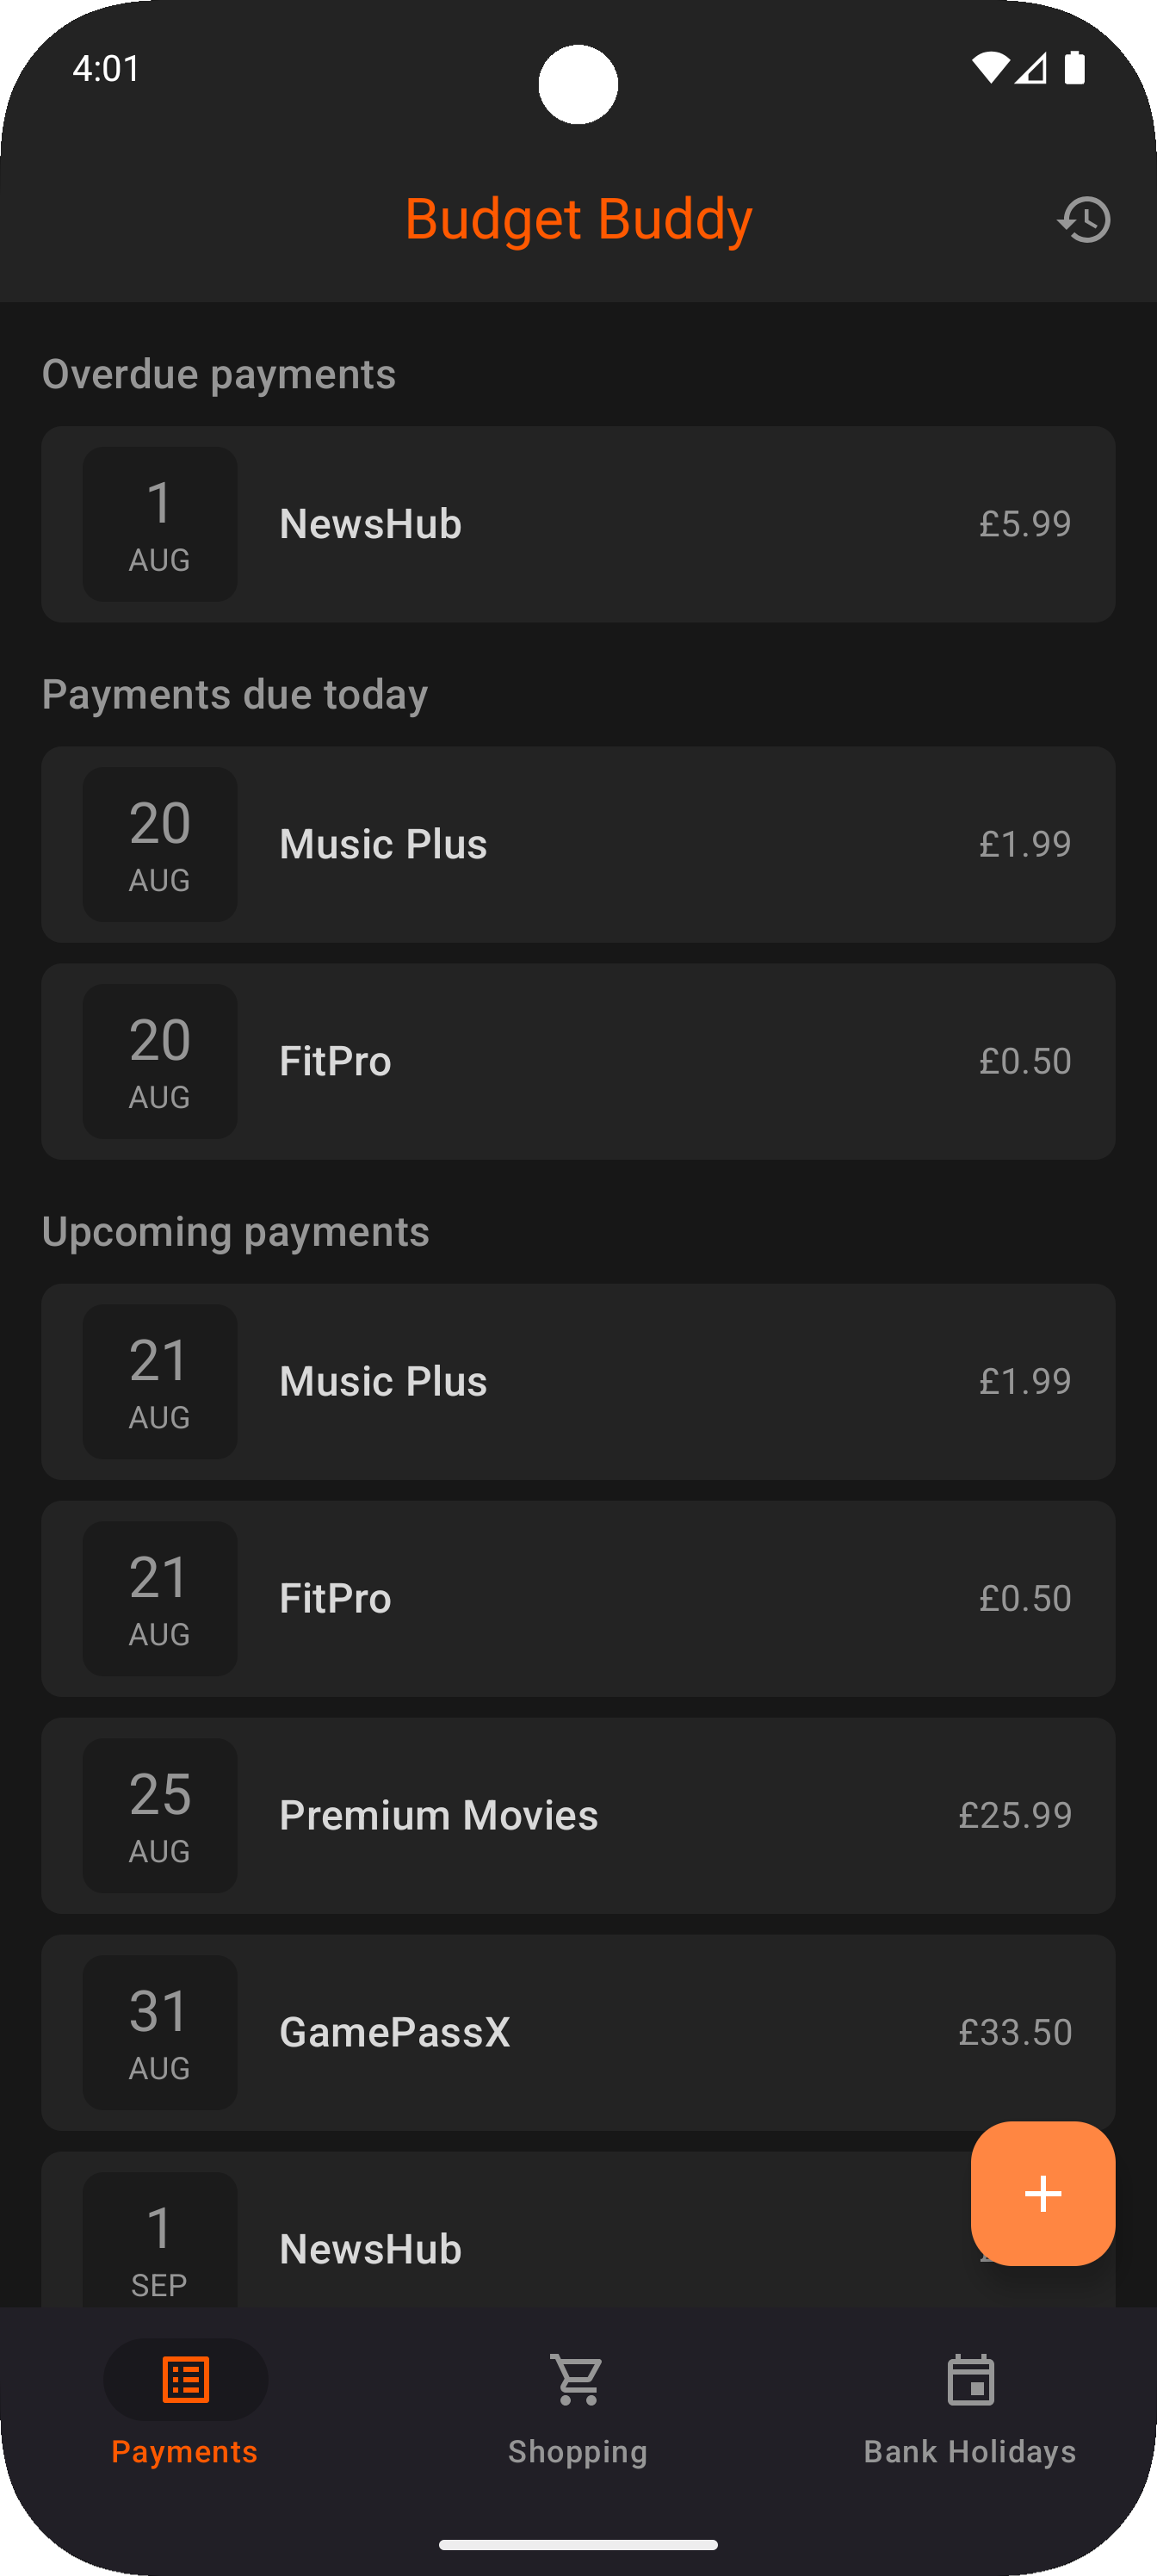 4:01
Budget Buddy
Overdue payments
1
AUG
NewsHub
£5.99
Payments due today
20
AUG
Music Plus
£1.99
20
AUG
FitPro
£0.50
Upcoming payments
21
AUG
Music Plus
£1.99
21
AUG
FitPro
£0.50
25
AUG
Premium Movies
£25.99
31
AUG
GamePassX
£33.50
1
SEP
NewsHub
Payments
Shopping
Bank Holidays